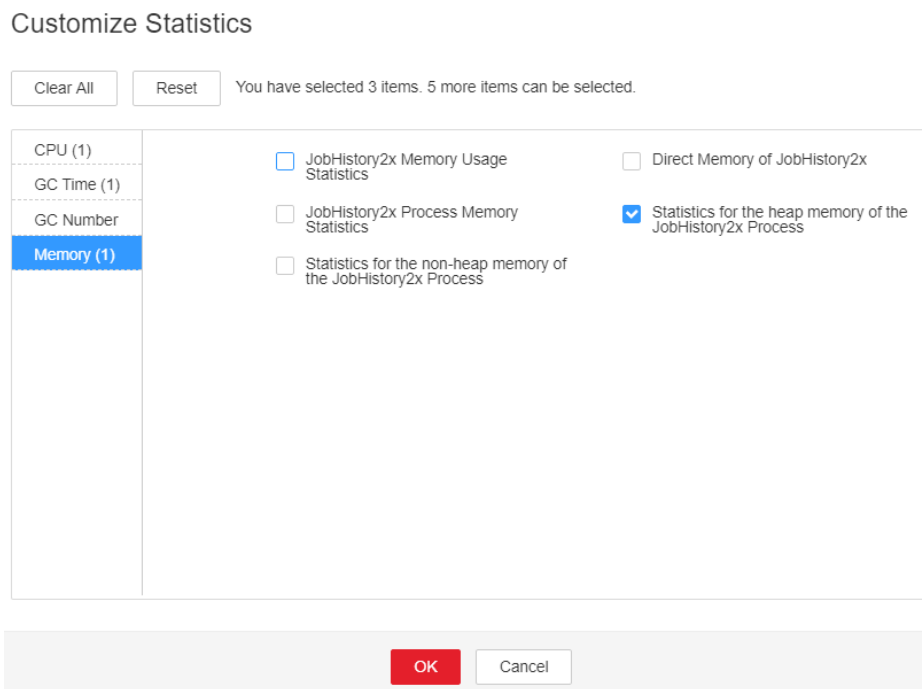 Customize Statistics
Clear All
Reset
You have selected 3 items. 5 more items can be selected.
CPU (1)
GC Time (1)
GC Number
Memory (1)
JobHistory2x Memory Usage
Statistics
Direct Memory of JobHistory2x
JobHistory2x Process Memory
Statistics
Statistics for the heap memory of the
JobHistory2x Process
Statistics for the non-heap memory of
the JobHistory2x Process
OK
Cancel